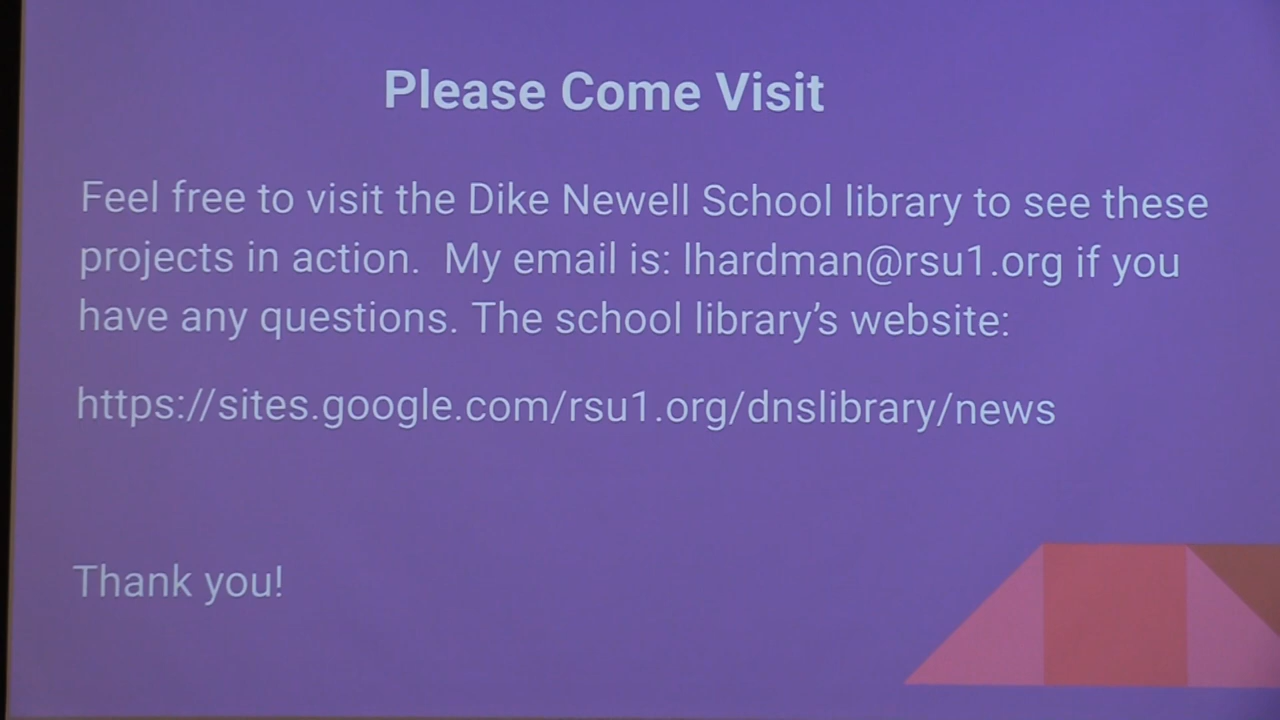 Please Come Visit
Feel free to visit the Dike Newell School library to see these
projects in action.  My email is: lhardman@rsu1.org if you
have any questions. The school library’s website:
https://sites.google.com/rsu1.org/dnslibrary/news
Thank you!